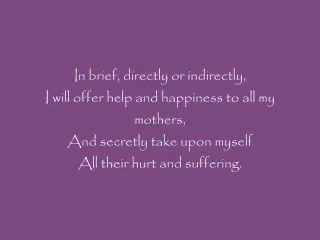 In brief, directly or indirectly,
I will offer help and happiness to all my
mothers,
And secretly take upon myself
All their hurt and suffering.